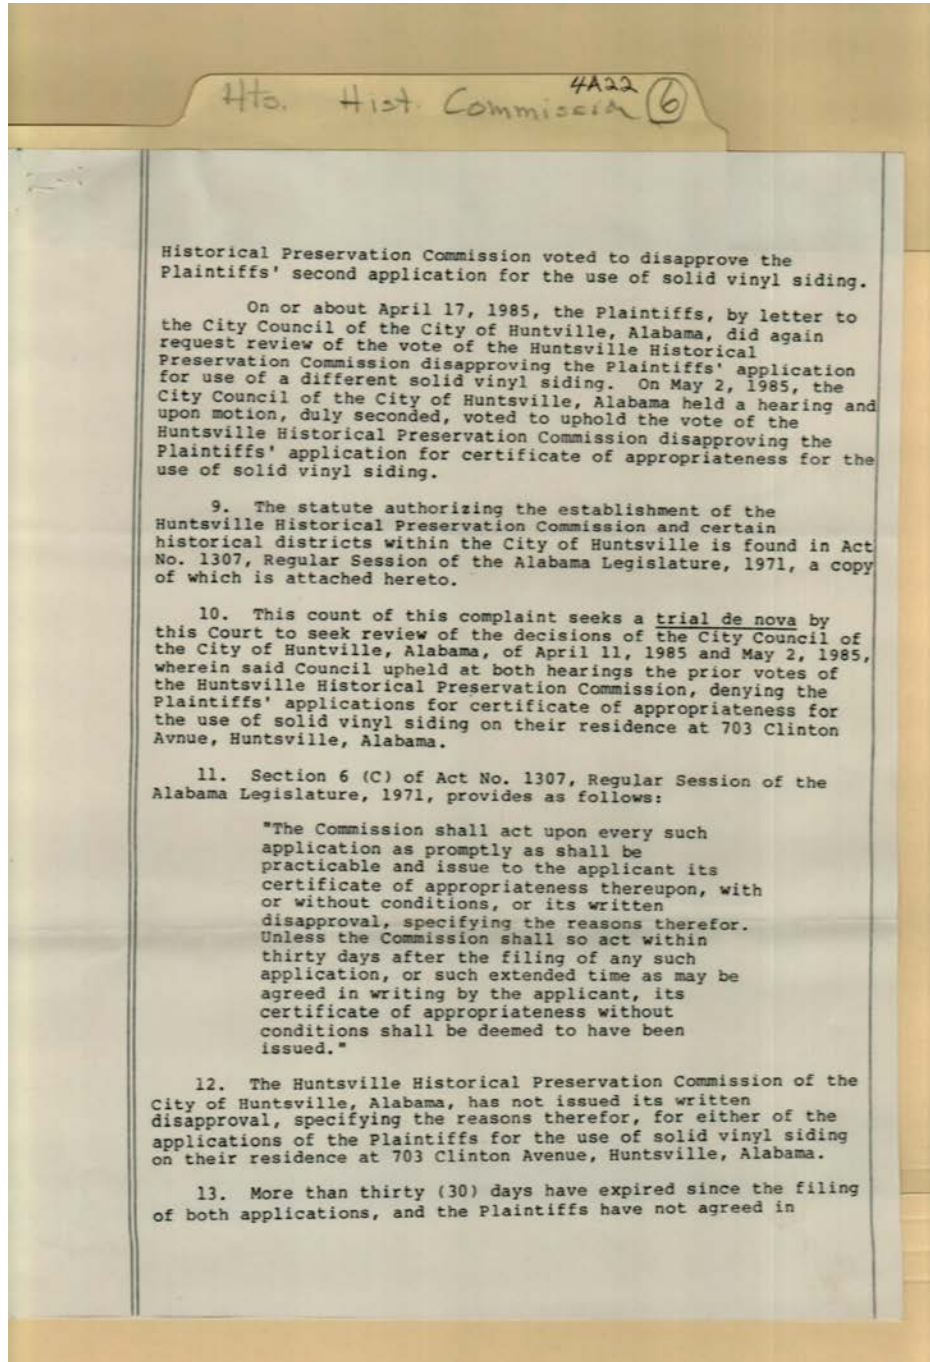 4A22
Hts. Hist. Commission 6
Historical Preservation Commission voted to disapprove the
Plaintiffs' second application for the use of solid vinyl siding.
On or about April 17, 1985, the Plaintiffs, by letter to
the City Council of the City of Huntville, Alabama, did again
request review of the vote of the Huntsville Historical
Preservation Commission disapproving the Plaintiffs' application
for use of a different solid vinyl siding. On May 2, 1985, the
City Council of the City of Huntsville, Alabama held a hearing and
upon motion, duly seconded, voted to uphold the vote of the
Huntsville Historical Preservation Commission disapproving the
Plaintiffs' application for certificate of appropriateness for the
use of solid vinyl siding.
9. The statute authorizing the establishment of the
Huntsville Historical Preservation Commission and certain
historical districts within the City of Huntsville is found in Act
No. 1307, Regular Session of the Alabama Legislature, 1971, a copy
of which is attached hereto.
10. This count of this complaint seeks a trial de nova by
this Court to seek review of the decisions of the City Council of
the City of Huntville, Alabama, of April 11, 1985 and May 2, 1985,
wherein said Council upheld at both hearings the prior votes of
the Huntsville Historical Preservation Commission, denying the
Plaintiffs' applications for certificate of appropriateness for
the use of solid vinyl siding on their residence at 703 Clinton
Avnue, Huntsville, Alabama.
11. Section 6 (C) of Act No. 1307, Regular Session of the
Alabama Legislature, 1971, provides as follows:
"The Commission shall act upon every such
application as promptly as shall be
practicable and issue to the applicant its
certificate of appropriateness thereupon, with
or without conditions, or its written
disapproval, specifying the reasons therefor.
Unless the Commission shall so act within
thirty days after the filing of any such
application, or such extended time as may be
agreed in writing by the applicant, its
certificate of appropriateness without
conditions shall be deemed to have been
issued."
12. The Huntsville Historical Preservation Commission of the
City of Huntsville, Alabama, has not issued its written
disapproval, specifying the reasons therefor, for either of the
applications of the Plaintiffs for the use of solid vinyl siding
on their residence at 703 Clinton Avenue, Huntsville, Alabama.
13. More than thirty (30) days have expired since the filing
of both applications, and the Plaintiffs have not agreed in